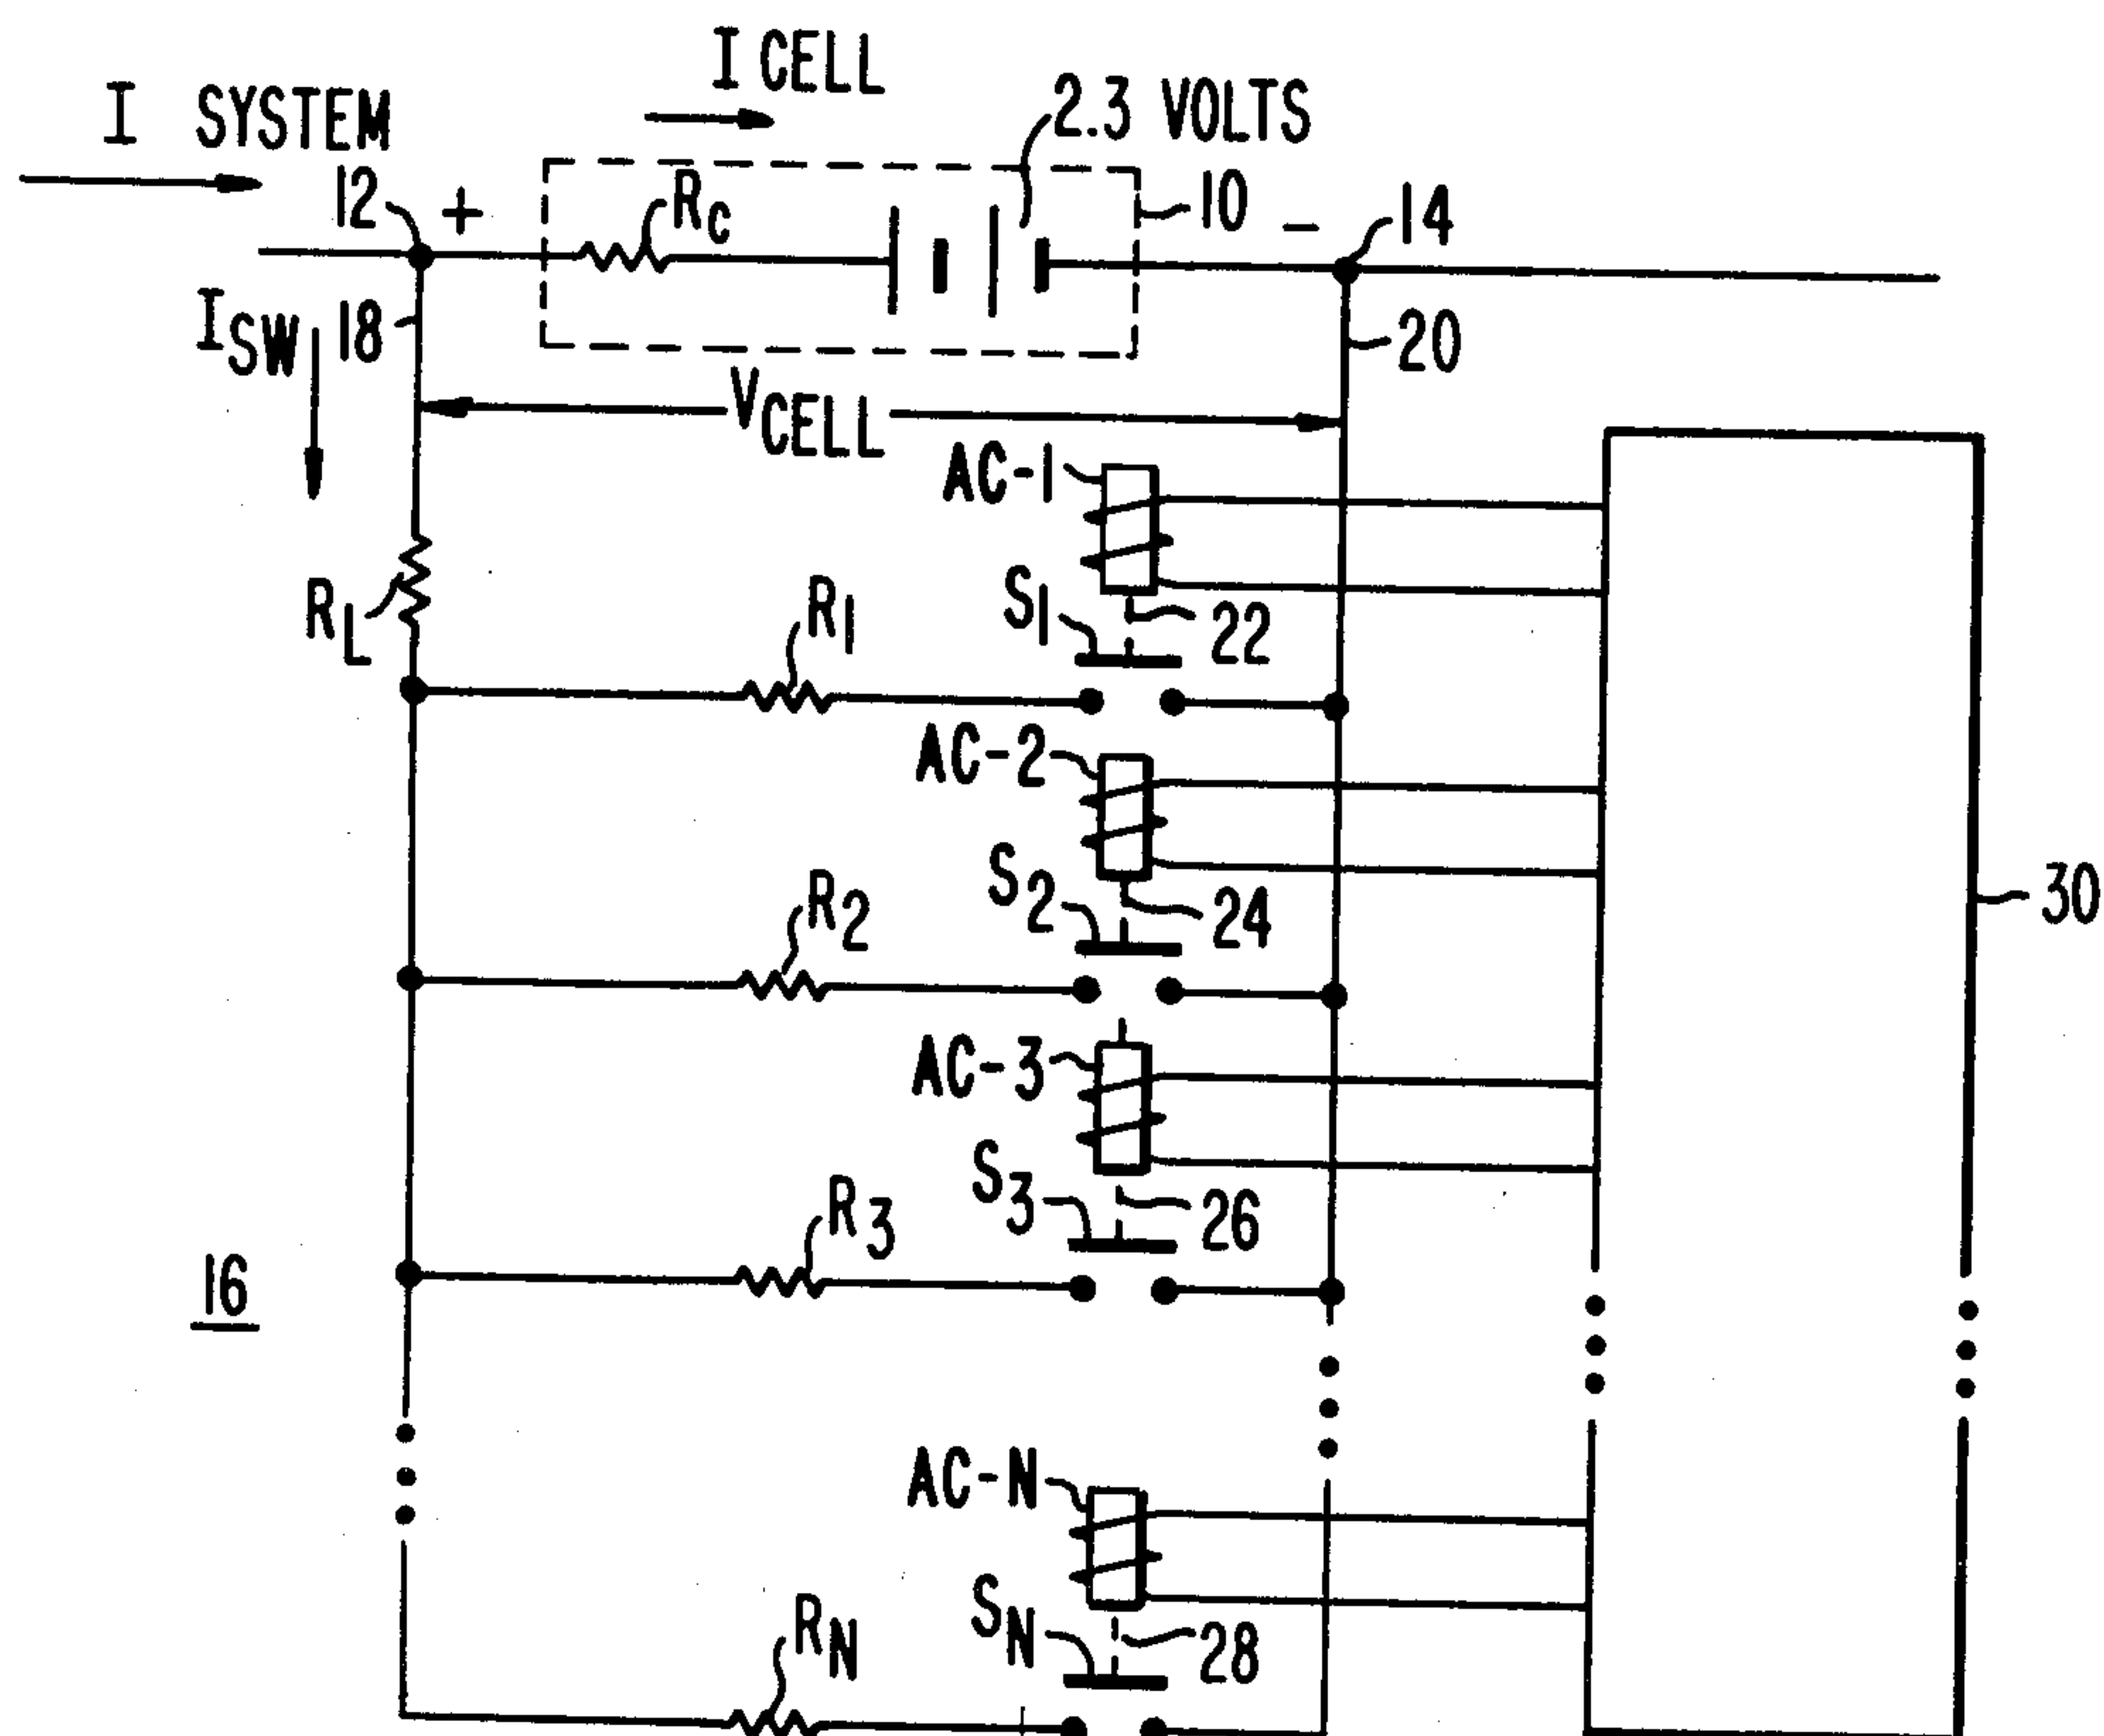 I CELL
I SYSTEM
2.3 VOLTS
12
+
RC
10
-
14
ISW
18
20
VCELL
AC-1
RL
R1
S1
22
AC-2
R2
S2
24
30
AC-3
R3
S3
26
16
AC-N
RN
SN
28